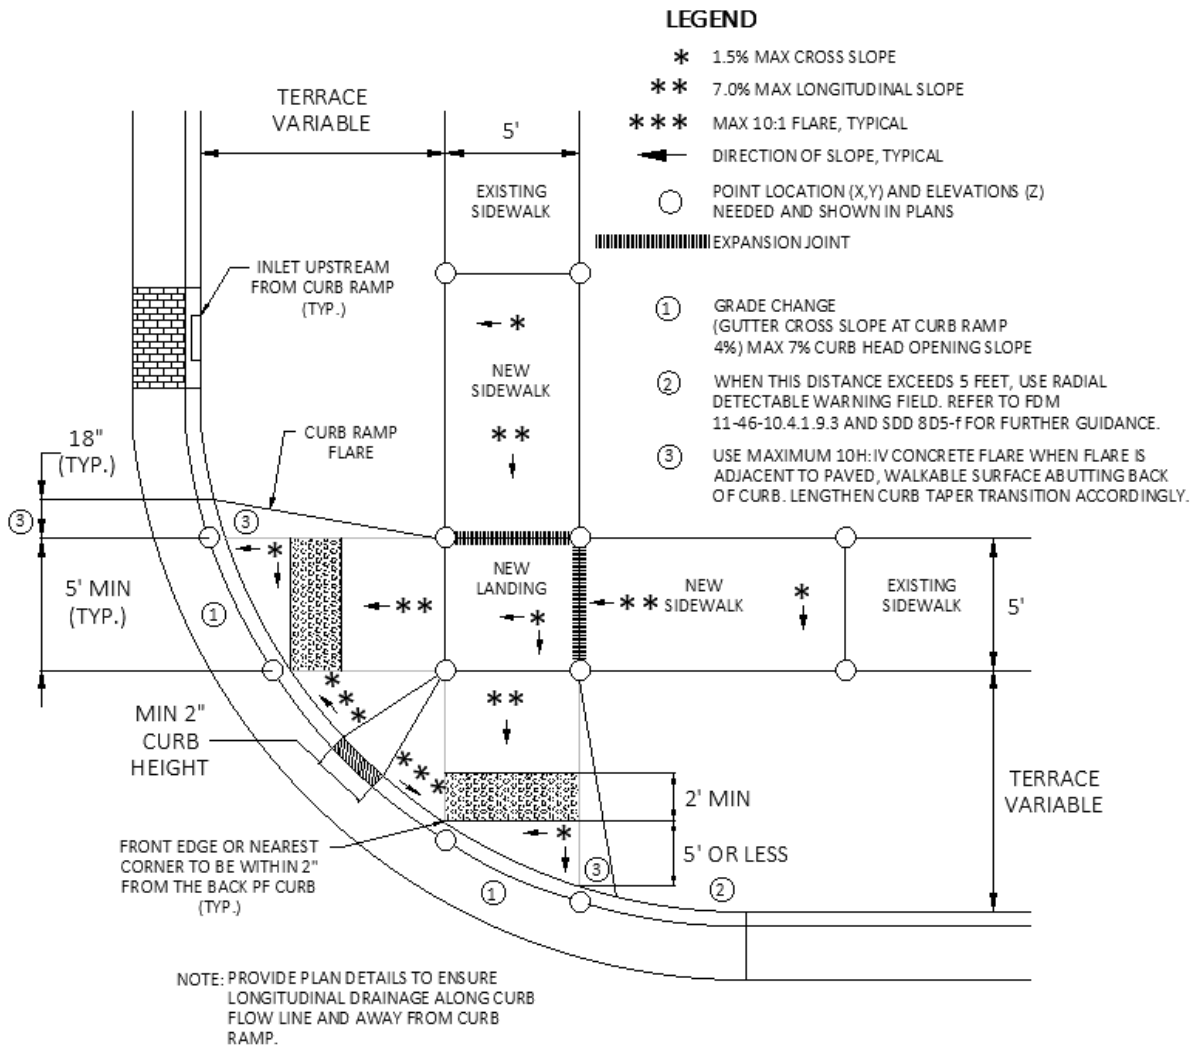 LEGEND
* 1.5% MAX CROSS SLOPE
** 7.0% MAX LONGITUDINAL SLOPE
*** MAX 10:1 FLARE, TYPICAL
DIRECTION OF SLOPE, TYPICAL
POINT LOCATION (X,Y) AND ELEVATIONS (Z)
NEEDED AND SHOWN IN PLANS
EXPANSION JOINT
1 GRADE CHANGE
(GUTTER CROSS SLOPE AT CURB RAMP
4%) MAX 7% CURB HEAD OPENING SLOPE
2 WHEN THIS DISTANCE EXCEEDS 5 FEET, USE RADIAL
DETECTABLE WARNING FIELD. REFER TO FDM
11-46-10.4.1.9.3 AND SDD 8D5-f FOR FURTHER GUIDANCE.
3 USE MAXIMUM 10H:IV CONCRETE FLARE WHEN FLARE IS
ADJACENT TO PAVED, WALKABLE SURFACE ABUTTING BACK
OF CURB. LENGTHEN CURB TAPER TRANSITION ACCORDINGLY.
TERRACE
VARIABLE
5'
EXISTING
SIDEWALK
INLET UPSTREAM
FROM CURB RAMP
(TYP.)
*
NEW
SIDEWALK
**
CURB RAMP
FLARE
18"
(TYP.)
3
3
5' MIN
(TYP.)
1
*
**
NEW
LANDING
*
**
NEW
SIDEWALK
*
EXISTING
SIDEWALK
5'
***
**
MIN 2"
CURB
HEIGHT
***
2' MIN
TERRACE
VARIABLE
FRONT EDGE OR NEAREST
CORNER TO BE WITHIN 2"
FROM THE BACK PF CURB
(TYP.)
*
5' OR LESS
3
2
1
NOTE: PROVIDE PLAN DETAILS TO ENSURE
LONGITUDINAL DRAINAGE ALONG CURB
FLOW LINE AND AWAY FROM CURB
RAMP.